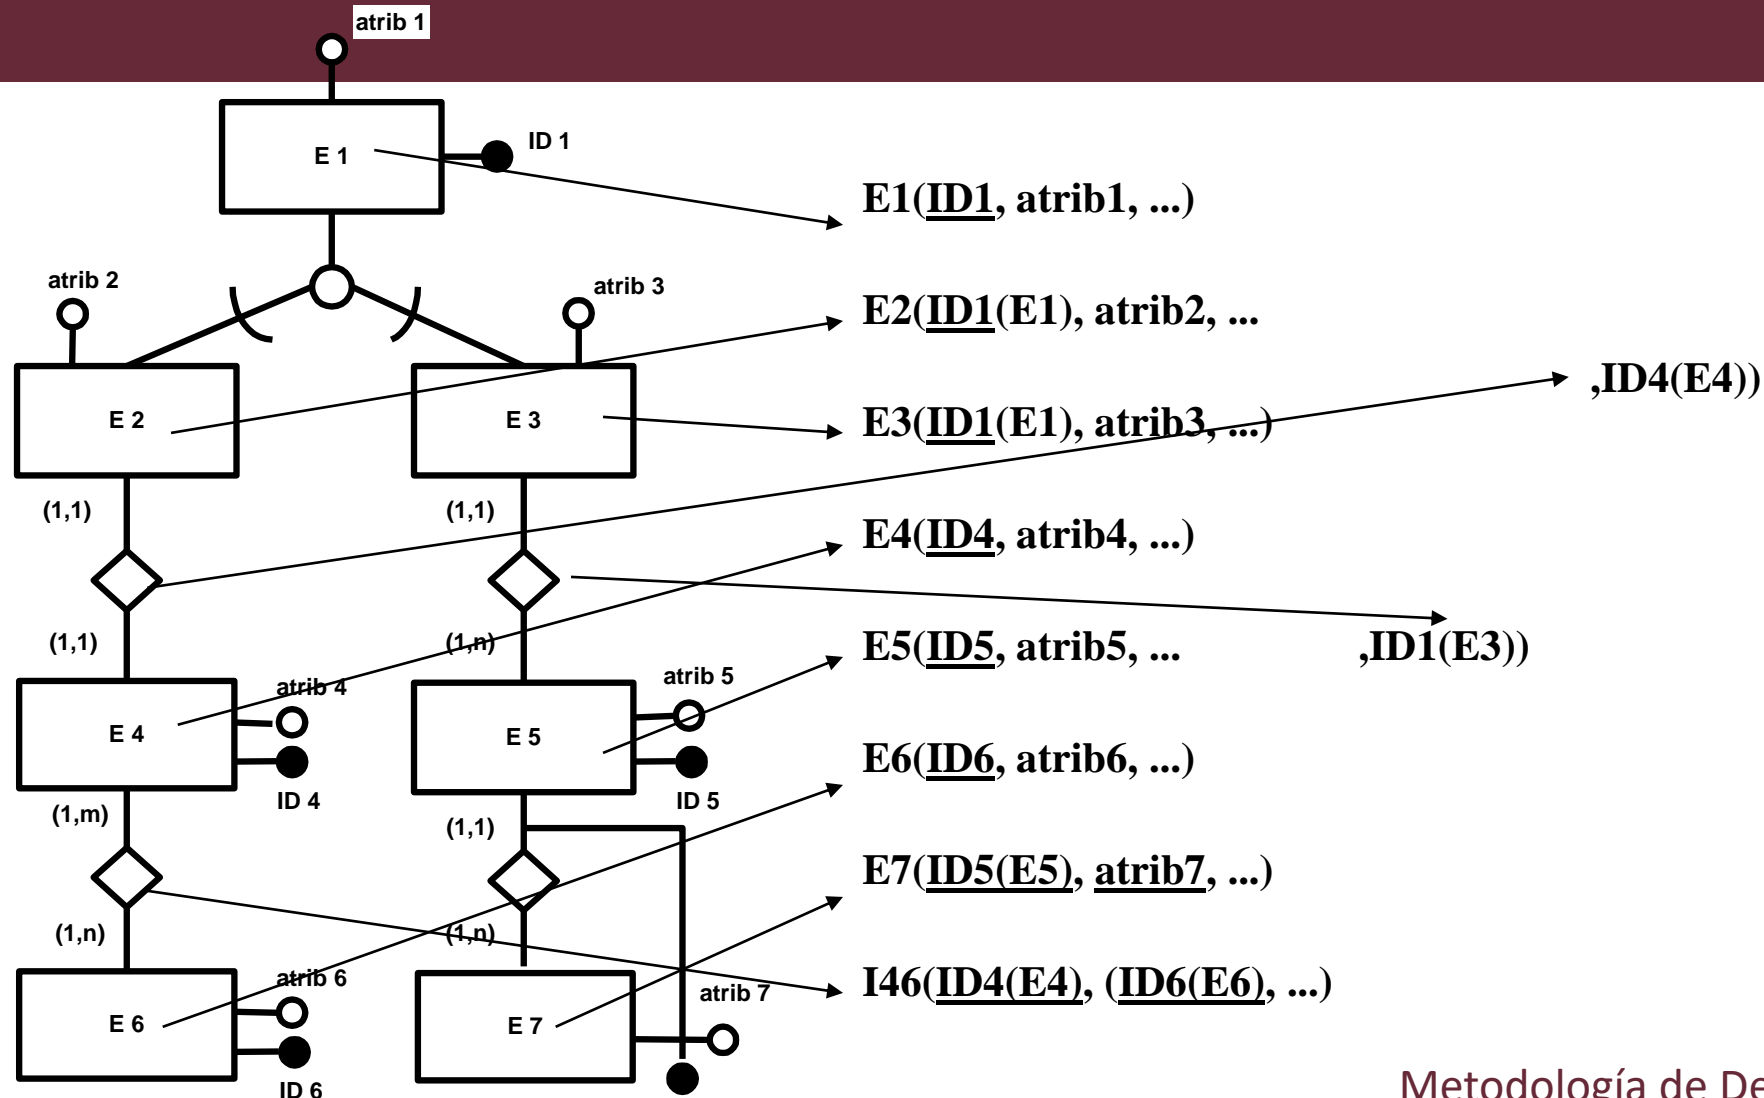 atrib 1
E 1
ID 1
E1(ID1, atrib1, ...)
atrib 2
atrib 3
E2(ID1(E1), atrib2, ...
,ID4(E4))
E 2
E 3
E3(ID1(E1), atrib3, ...)
(1,1)
(1,1)
E4(ID4, atrib4, ...)
(1,1)
(1,n)
E5(ID5, atrib5, ...
,ID1(E3))
atrib 4
atrib 5
E 4
E 5
E6(ID6, atrib6, ...)
ID 4
ID 5
(1,m)
(1,1)
E7(ID5(E5), atrib7, ...)
(1,n)
(1,n)
atrib 6
atrib 7
I46(ID4(E4), (ID6(E6), ...)
E 6
E 7
ID 6
Metodología de De